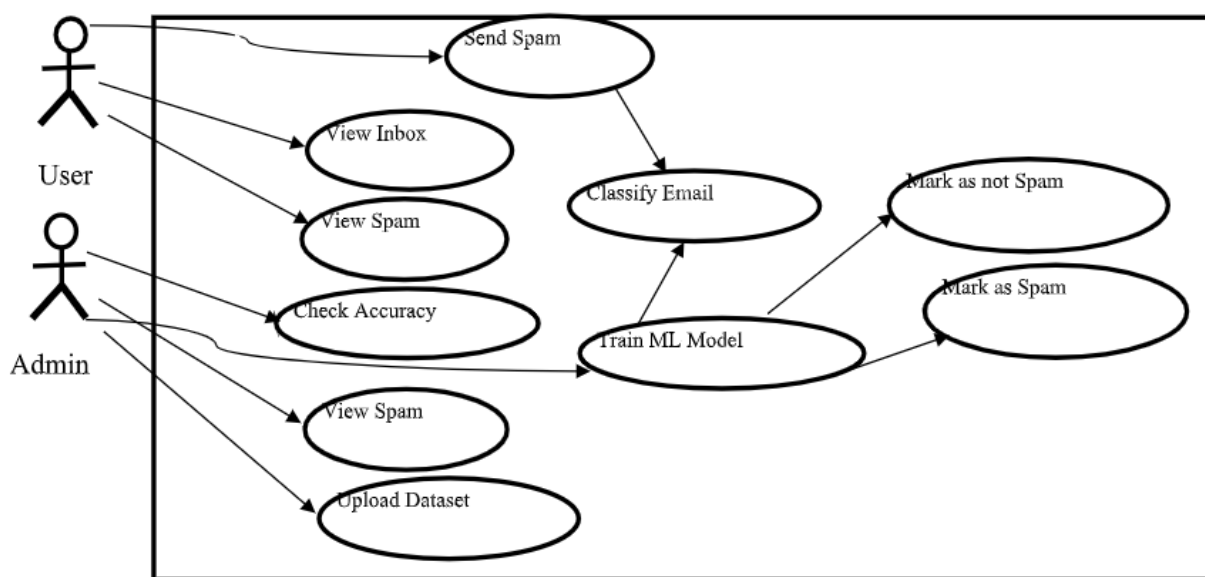 Send Spam
View Inbox
User
Classify Email
Mark as not Spam
View Spam
Check Accuracy
Mark as Spam
Train ML Model
Admin
View Spam
Upload Dataset